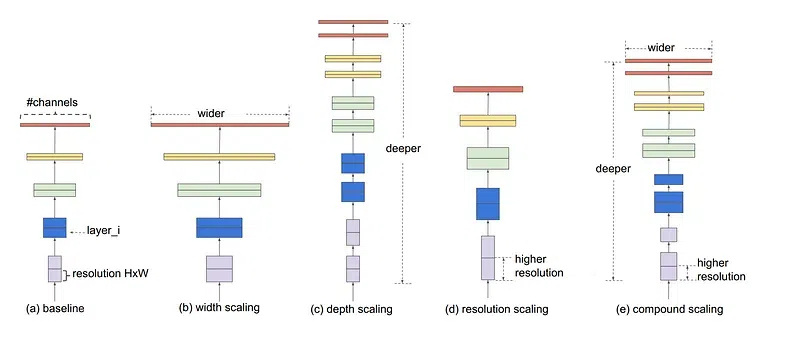 #channels
layer_i
resolution HxW
(a) baseline
wider
(b) width scaling
deeper
(c) depth scaling
higher
resolution
(d) resolution scaling
wider
deeper
higher
resolution
(e) compound scaling